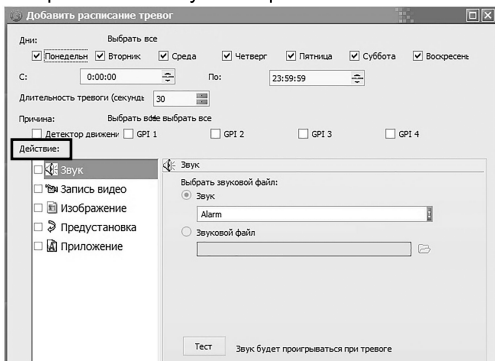 Добавить расписание тревог
Дни: Выбрать все
Понедельн Вторник Среда Четверг Пятница Суббота Воскресень
С: 0:00:00 По: 23:59:59
Длительность тревоги (секунд 30
Причина: Выбрать все Не выбрать все
Детектор движени GPI 1 GPI 2 GPI 3 GPI 4
Действие:
Звук
Запись видео
Изображение
Предустановка
Приложение
Звук
Выбрать звуковой файл:
Звук
Alarm
Звуковой файл
Тест Звук будет проигрываться при тревоге